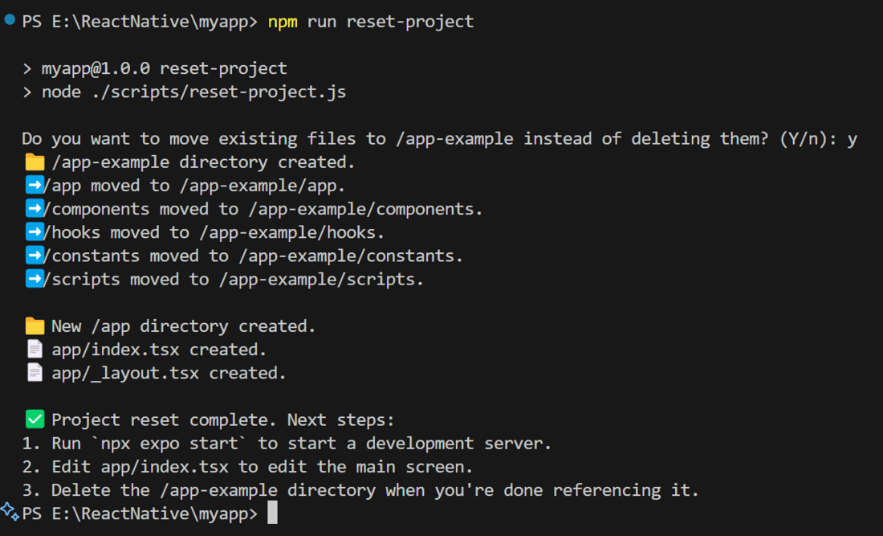 PS E:\ReactNative\myapp> npm run reset-project
> myapp@1.0.0 reset-project
> node ./scripts/reset-project.js
Do you want to move existing files to /app-example instead of deleting them? (Y/n): y
📁 /app-example directory created.
➡️/app moved to /app-example/app.
➡️/components moved to /app-example/components.
➡️/hooks moved to /app-example/hooks.
➡️/constants moved to /app-example/constants.
➡️/scripts moved to /app-example/scripts.
📁 New /app directory created.
📄 app/index.tsx created.
📄 app/_layout.tsx created.
✅ Project reset complete. Next steps:
1. Run `npx expo start` to start a development server.
2. Edit app/index.tsx to edit the main screen.
3. Delete the /app-example directory when you're done referencing it.
PS E:\ReactNative\myapp>